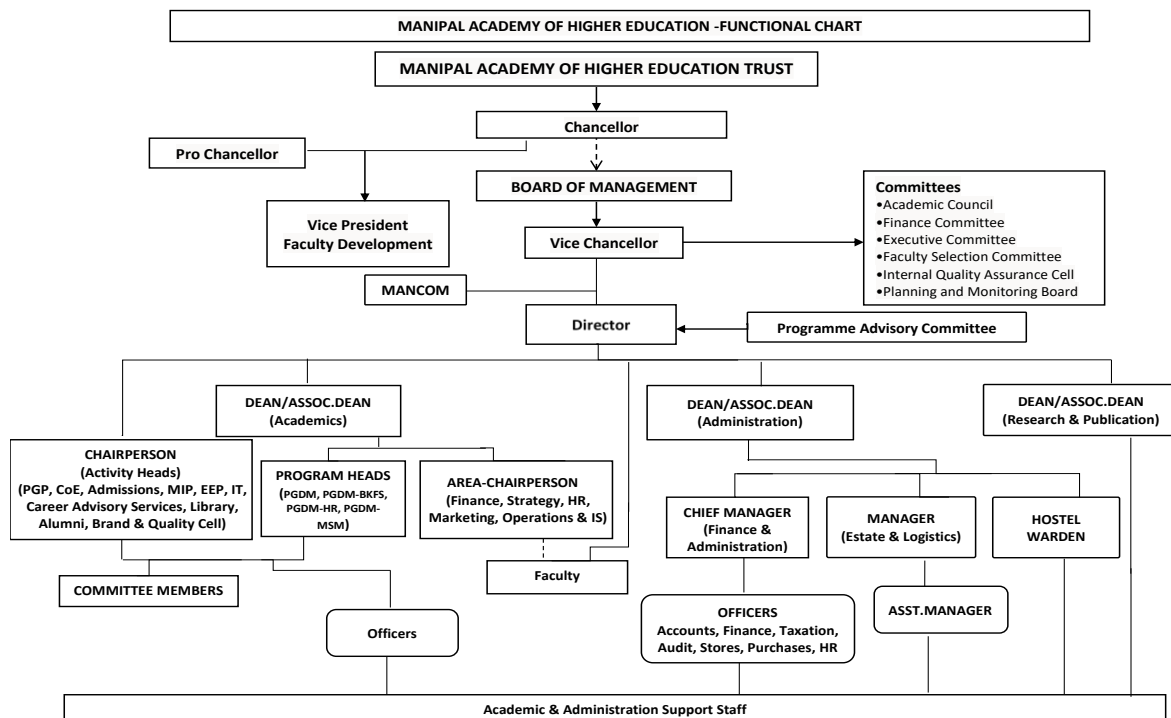 MANIPAL ACADEMY OF HIGHER EDUCATION -FUNCTIONAL CHART
MANIPAL ACADEMY OF HIGHER EDUCATION TRUST
Chancellor
Pro Chancellor
BOARD OF MANAGEMENT
Vice President
Faculty Development
Vice Chancellor
Committees
•Academic Council
•Finance Committee
•Executive Committee
•Faculty Selection Committee
•Internal Quality Assurance Cell
•Planning and Monitoring Board
MANCOM
Director
Programme Advisory Committee
DEAN/ASSOC.DEAN
(Academics)
DEAN/ASSOC.DEAN
(Administration)
DEAN/ASSOC.DEAN
(Research & Publication)
CHAIRPERSON
(Activity Heads)
(PGP, CoE, Admissions, MIP, EEP, IT,
Career Advisory Services, Library,
Alumni, Brand & Quality Cell)
PROGRAM HEADS
(PGDM, PGDM-BKFS,
PGDM-HR, PGDM-
MSM)
AREA-CHAIRPERSON
(Finance, Strategy, HR,
Marketing, Operations & IS)
CHIEF MANAGER
(Finance &
Administration)
MANAGER
(Estate & Logistics)
HOSTEL
WARDEN
COMMITTEE MEMBERS
Faculty
Officers
OFFICERS
Accounts, Finance, Taxation,
Audit, Stores, Purchases, HR
ASST.MANAGER
Academic & Administration Support Staff